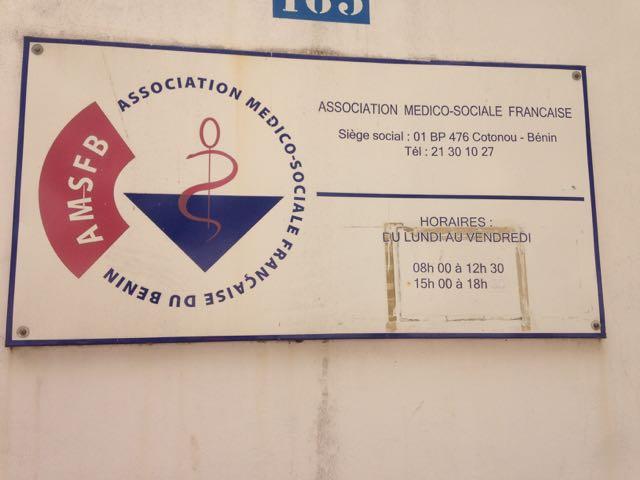 165
AMSFB
ASSOCIATION MEDICO-SOCIALE FRANÇAISE DU BENIN
ASSOCIATION MEDICO-SOCIALE FRANCAISE
Siège social : 01 BP 476 Cotonou - Bénin
Tél : 21 30 10 27
HORAIRES :
DU LUNDI AU VENDREDI
08h 00 à 12h 30
15h 00 à 18h